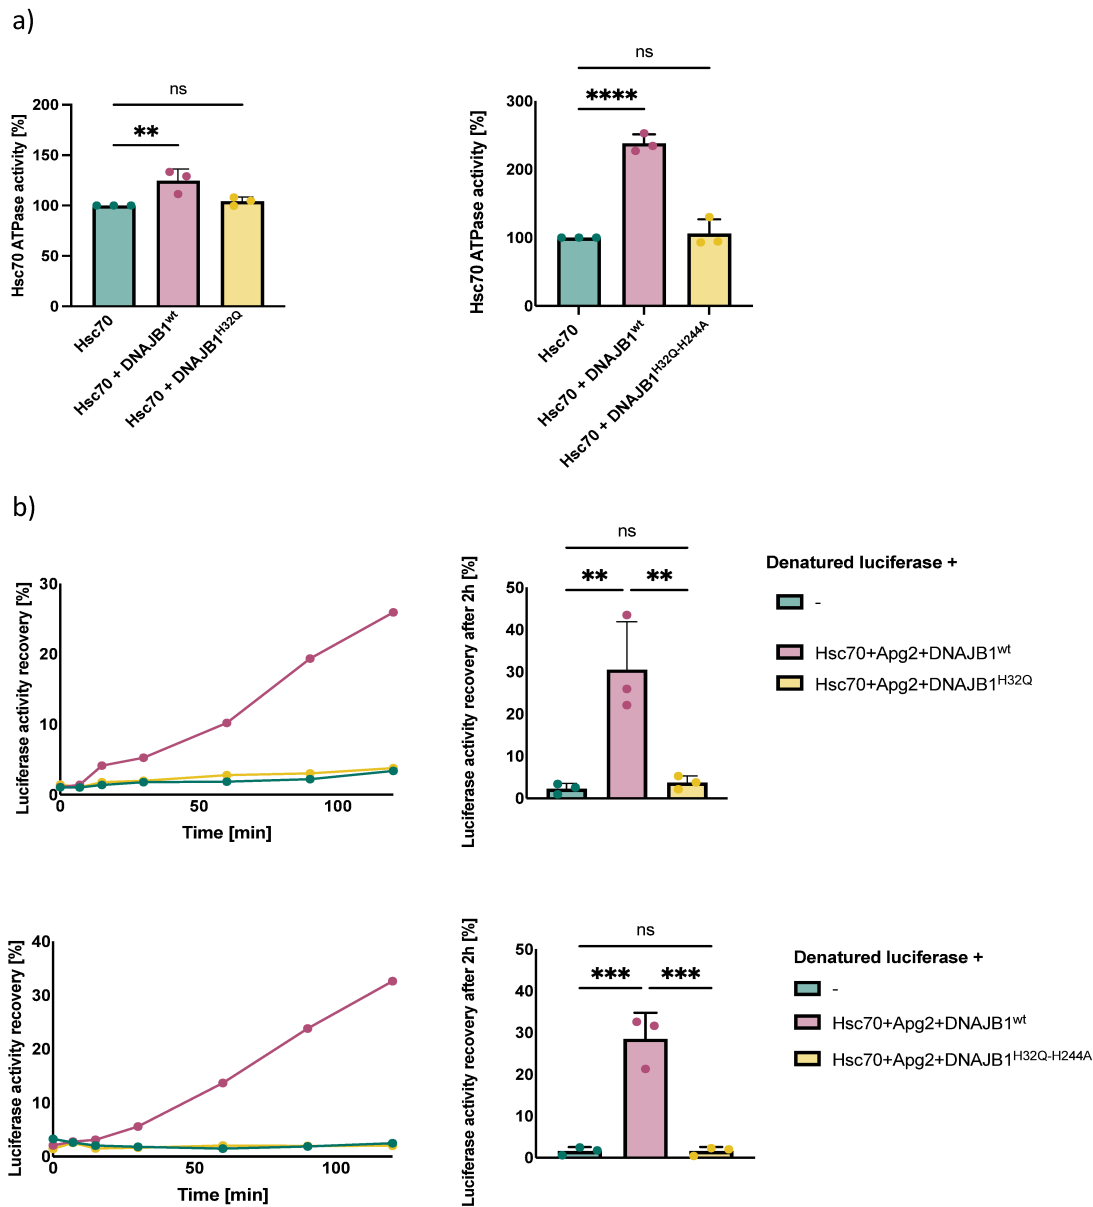 a)
ns
**
200
150
100
50
0
Hsc70 ATPase activity [%]
Hsc70
Hsc70 + DNAJB1wt
Hsc70 + DNAJB1H32Q
ns
****
300
200
100
0
Hsc70 ATPase activity [%]
Hsc70
Hsc70 + DNAJB1wt
Hsc70 + DNAJB1H32Q-H244A
b)
30
20
10
0
Luciferase activity recovery [%]
0
50
100
Time [min]
ns
**
**
50
40
30
20
10
0
Luciferase activity recovery after 2h [%]
Denatured luciferase +
-
Hsc70+Apg2+DNAJB1wt
Hsc70+Apg2+DNAJB1H32Q
40
30
20
10
0
Luciferase activity recovery [%]
0
50
100
Time [min]
ns
***
***
50
40
30
20
10
0
Luciferase activity recovery after 2h [%]
Denatured luciferase +
-
Hsc70+Apg2+DNAJB1wt
Hsc70+Apg2+DNAJB1H32Q-H244A